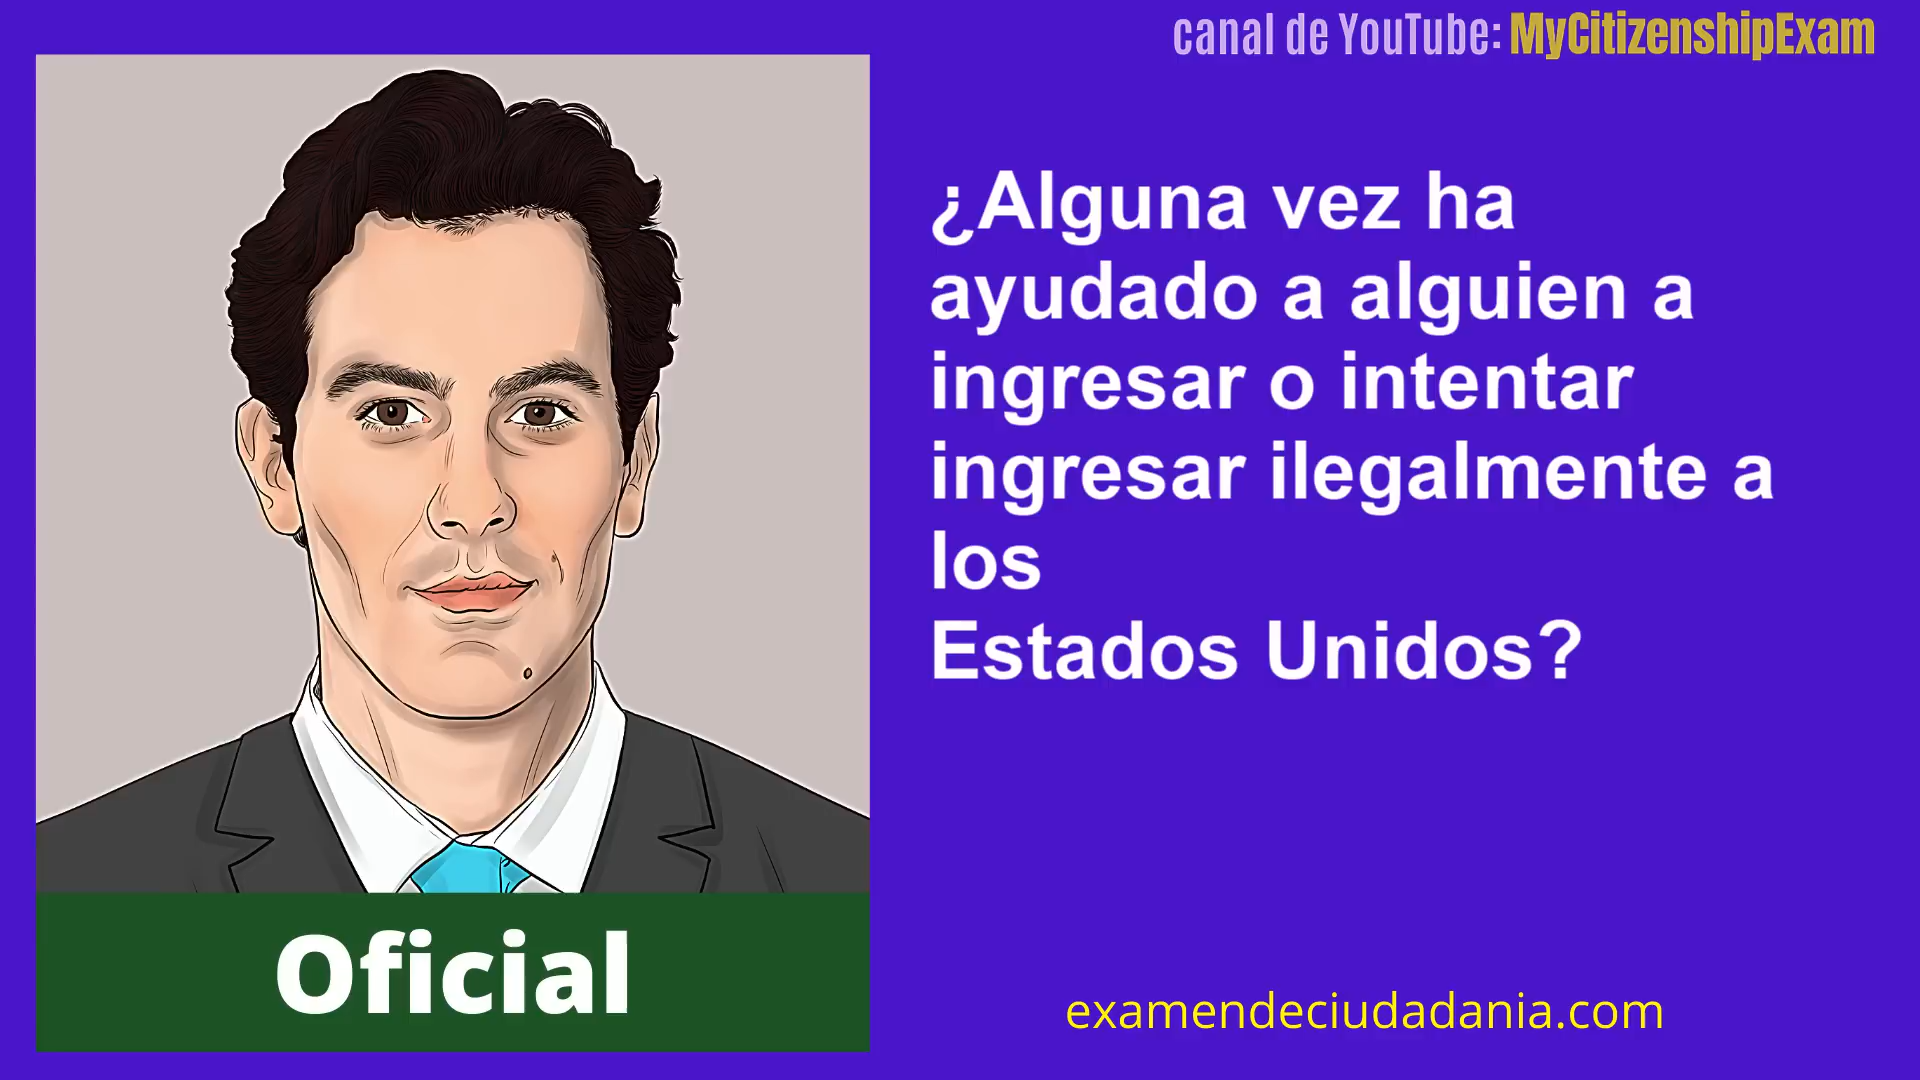 canal de YouTube: MyCitizenshipExam
¿Alguna vez ha
ayudado a alguien a
ingresar o intentar
ingresar ilegalmente a
los
Estados Unidos?
Oficial
examendeciudadania.com